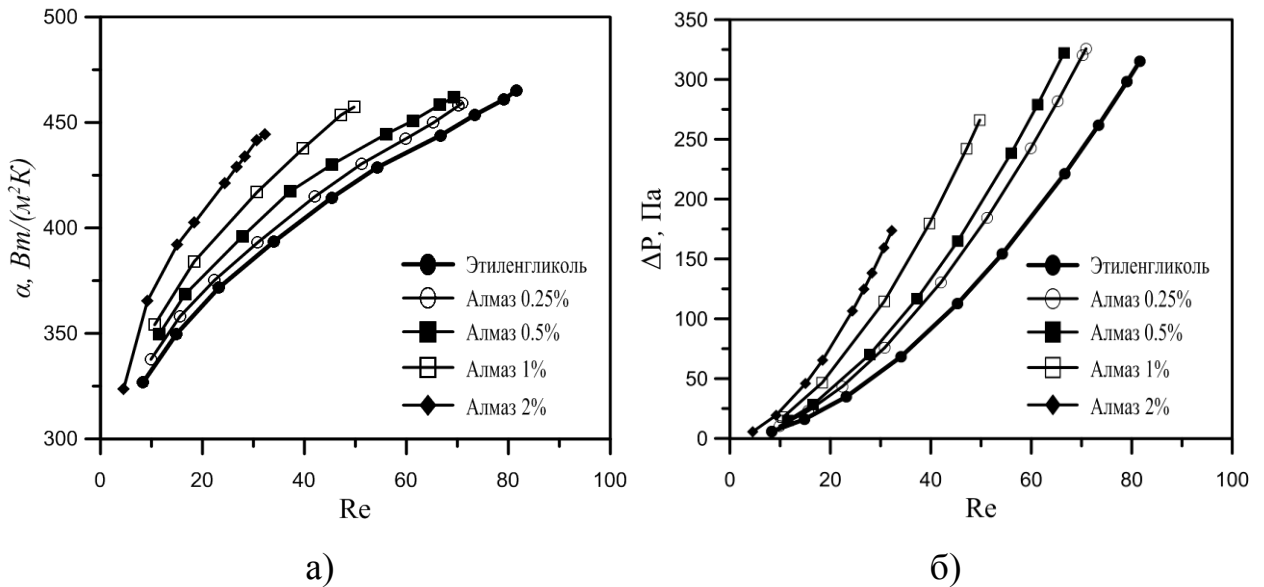 500
450
400
350
300
α, Вт/(м²К)
0
20
40
60
80
100
Re
Этиленгликоль
Алмаз 0.25%
Алмаз 0.5%
Алмаз 1%
Алмаз 2%
а)
350
300
250
200
150
100
50
0
ΔP, Па
0
20
40
60
80
100
Re
Этиленгликоль
Алмаз 0.25%
Алмаз 0.5%
Алмаз 1%
Алмаз 2%
б)